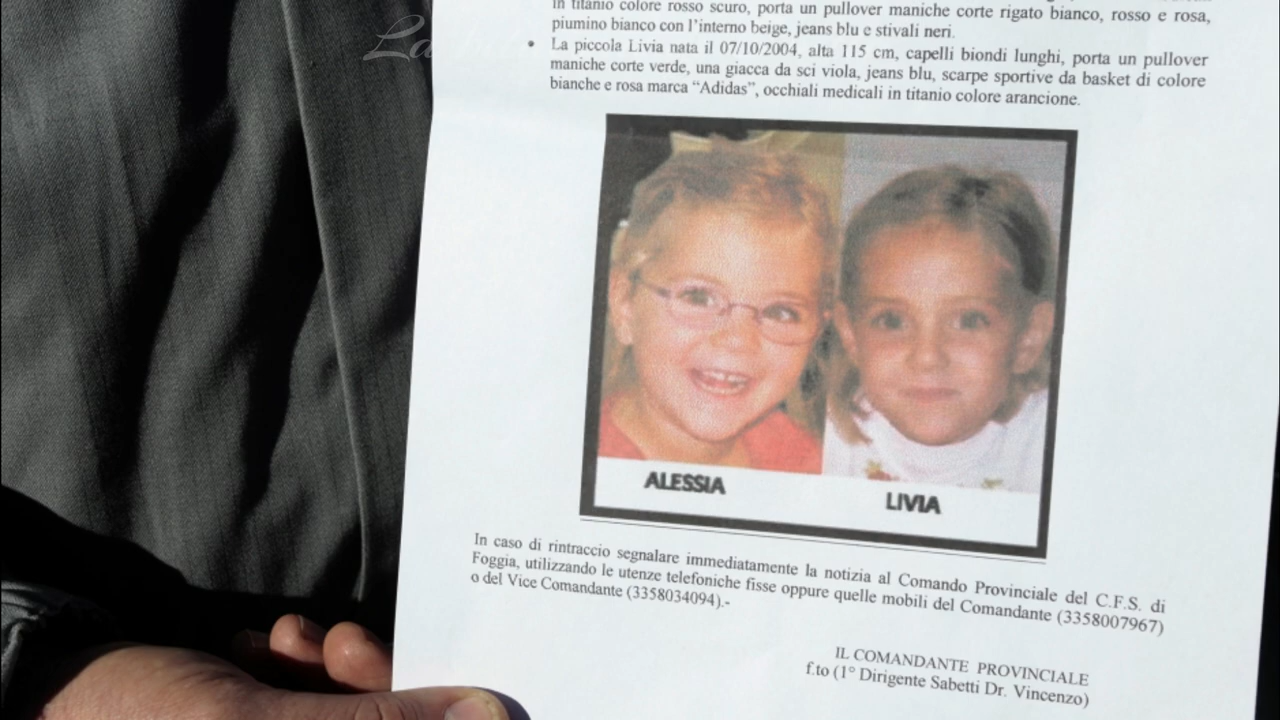 in titanio colore rosso scuro, porta un pullover maniche corte rigato bianco, rosso e rosa,
piumino bianco con l’interno beige, jeans blu e stivali neri.
• La piccola Livia nata il 07/10/2004, alta 115 cm, capelli biondi lunghi, porta un pullover
maniche corte verde, una giacca da sci viola, jeans blu, scarpe sportive da basket di colore
bianche e rosa marca “Adidas”, occhiali medicali in titanio colore arancione.
ALESSIA
LIVIA
In caso di rintraccio segnalare immediatamente la notizia al Comando Provinciale del C.F.S. di
Foggia, utilizzando le utenze telefoniche fisse oppure quelle mobili del Comandante (3358007967)
o del Vice Comandante (3358034094).-
IL COMANDANTE PROVINCIALE
f.to (1° Dirigente Sabetti Dr. Vincenzo)